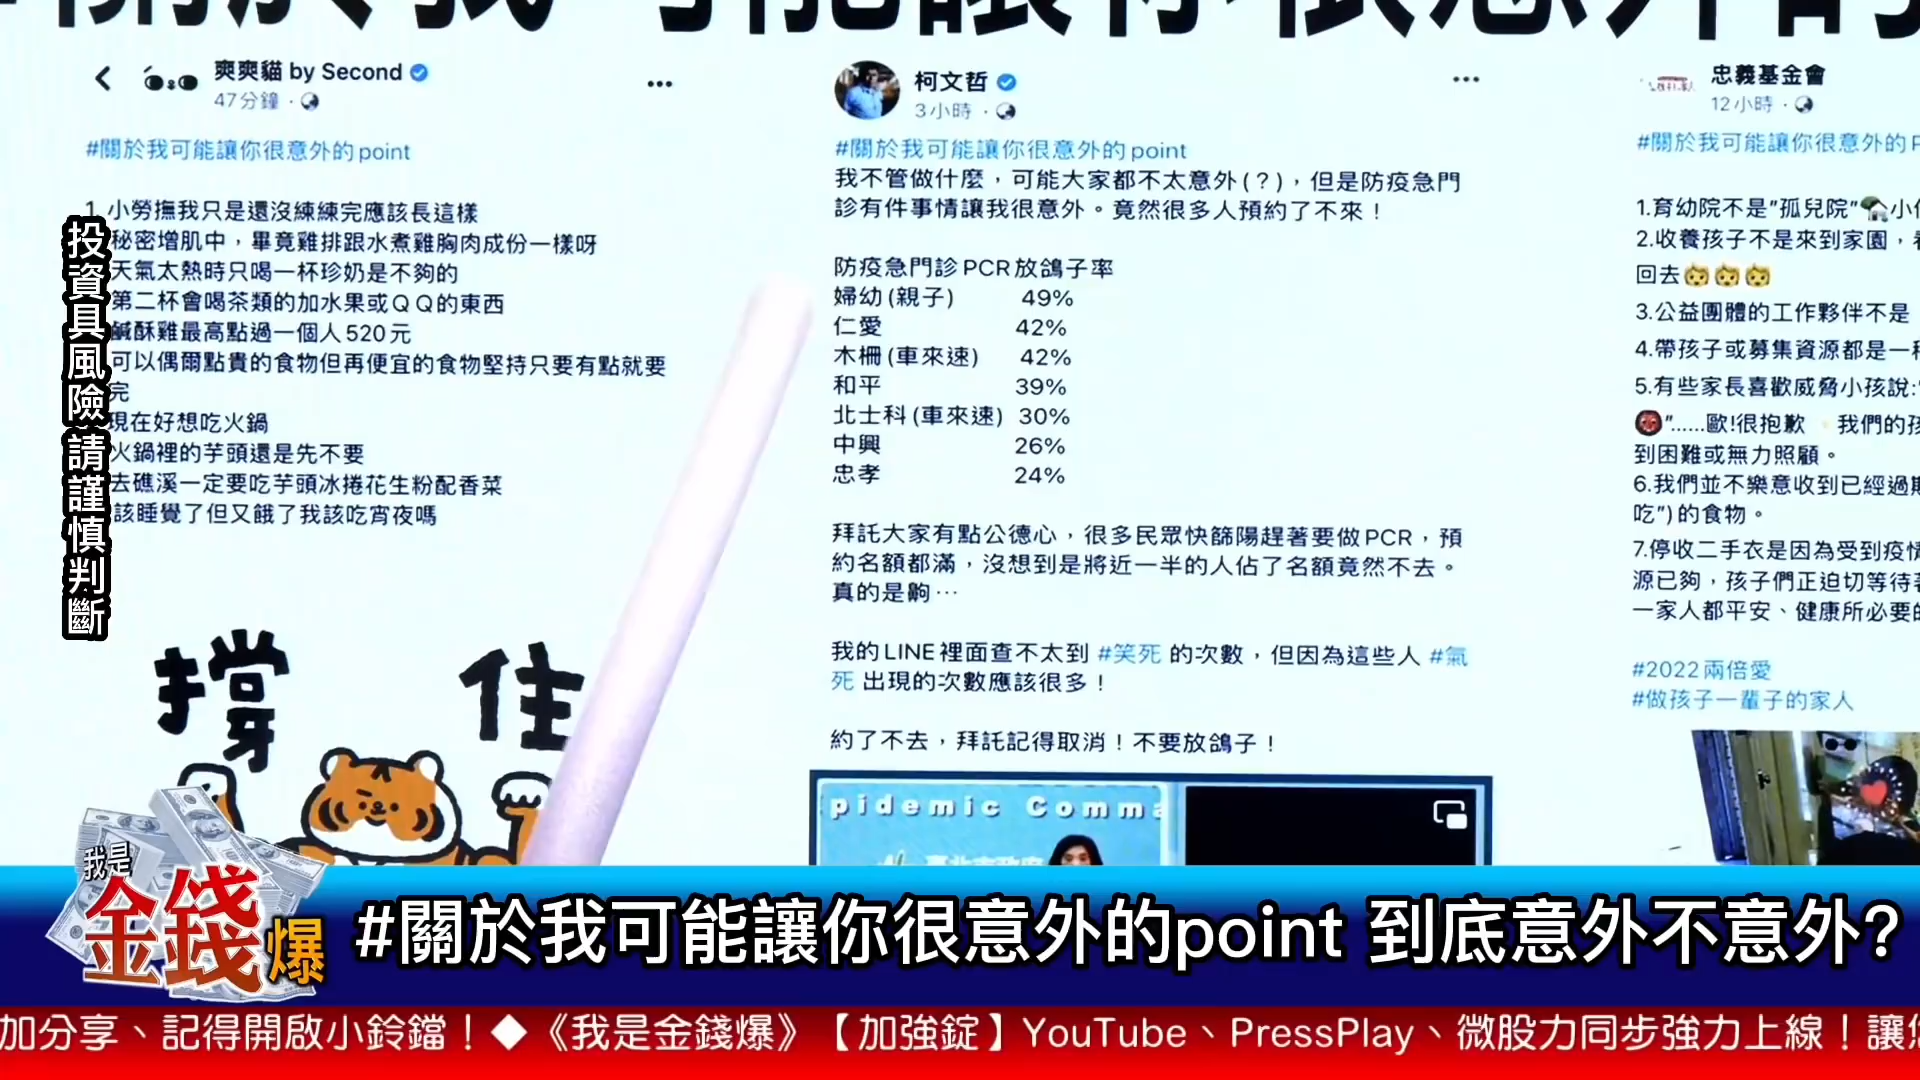 #關於我可能讓你很意外的
爽爽貓 by Second
47分鐘 ·
#關於我可能讓你很意外的point
1. 小勞撫我只是還沒練練完應該長這樣
秘密增肌中，畢竟雞排跟水煮雞胸肉成份一樣呀
天氣太熱時只喝一杯珍奶是不夠的
第二杯會喝茶類的加水果或QQ的東西
鹹酥雞最高點過一個人520元
可以偶爾點貴的食物但再便宜的食物堅持只要有點就要
完
現在好想吃火鍋
火鍋裡的芋頭還是先不要
去礁溪一定要吃芋頭冰捲花生粉配香菜
該睡覺了但又餓了我該吃宵夜嗎
撐 住
柯文哲
3小時 ·
#關於我可能讓你很意外的point
我不管做什麼，可能大家都不太意外(？)，但是防疫急門
診有件事情讓我很意外。竟然很多人預約了不來！
防疫急門診PCR放鴿子率
婦幼(親子) 49%
仁愛 42%
木柵(車來速) 42%
和平 39%
北士科(車來速) 30%
中興 26%
忠孝 24%
拜託大家有點公德心，很多民眾快篩陽趕著要做PCR，預
約名額都滿，沒想到是將近一半的人佔了名額竟然不去。
真的是齁…
我的LINE裡面查不太到 #笑死 的次數，但因為這些人 #氣
死 出現的次數應該很多！
約了不去，拜託記得取消！不要放鴿子！
pidemic Comma
臺北市政府
忠義基金會
12小時 ·
#關於我可能讓你很意外的P
1.育幼院不是"孤兒院"小
2.收養孩子不是來到家園，
回去
3.公益團體的工作夥伴不是
4.帶孩子或募集資源都是一
5.有些家長喜歡威脅小孩說:
"......歐!很抱歉 我們的孩
到困難或無力照顧。
6.我們並不樂意收到已經過期
吃")的食物。
7.停收二手衣是因為受到疫情
源已夠，孩子們正迫切等待
一家人都平安、健康所必要的
#2022兩倍愛
#做孩子一輩子的家人
投資具風險 請謹慎判斷
我是
金錢爆
#關於我可能讓你很意外的point 到底意外不意外？
加分享、記得開啟小鈴鐺！◆《我是金錢爆》【加強錠】YouTube、PressPlay、微股力同步強力上線！讓您